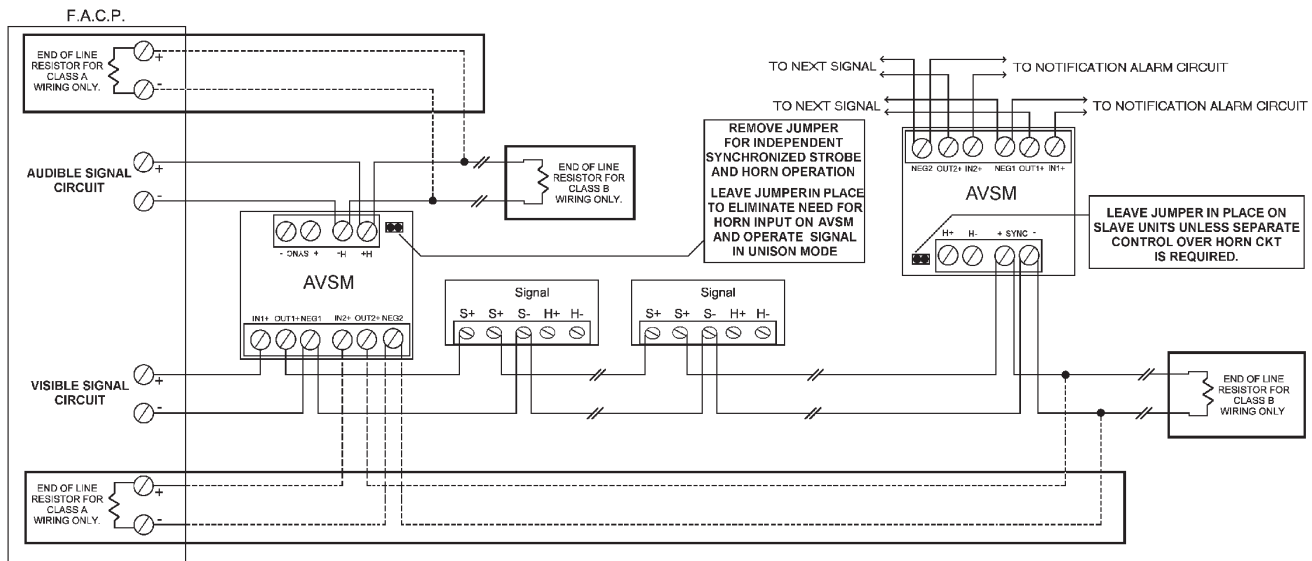 F.A.C.P.
END OF LINE
RESISTOR FOR
CLASS A
WIRING ONLY.
+
-
AUDIBLE SIGNAL
CIRCUIT
+
-
END OF LINE
RESISTOR FOR
CLASS B
WIRING ONLY.
- SYNC + H- H+
AVSM
IN1+ OUT1+ NEG1 IN2+ OUT2+ NEG2
REMOVE JUMPER
FOR INDEPENDENT
SYNCHRONIZED STROBE
AND HORN OPERATION
LEAVE JUMPER IN PLACE
TO ELIMINATE NEED FOR
HORN INPUT ON AVSM
AND OPERATE SIGNAL
IN UNISON MODE
TO NEXT SIGNAL
TO NOTIFICATION ALARM CIRCUIT
TO NEXT SIGNAL
TO NOTIFICATION ALARM CIRCUIT
NEG2 OUT2+ IN2+ NEG1 OUT1+ IN1+
AVSM
H+ H- + SYNC -
LEAVE JUMPER IN PLACE ON
SLAVE UNITS UNLESS SEPARATE
CONTROL OVER HORN CKT
IS REQUIRED.
Signal
S+ S+ S- H+ H-
Signal
S+ S+ S- H+ H-
VISIBLE SIGNAL
CIRCUIT
+
-
END OF LINE
RESISTOR FOR
CLASS B
WIRING ONLY
END OF LINE
RESISTOR FOR
CLASS A
WIRING ONLY.
+
-